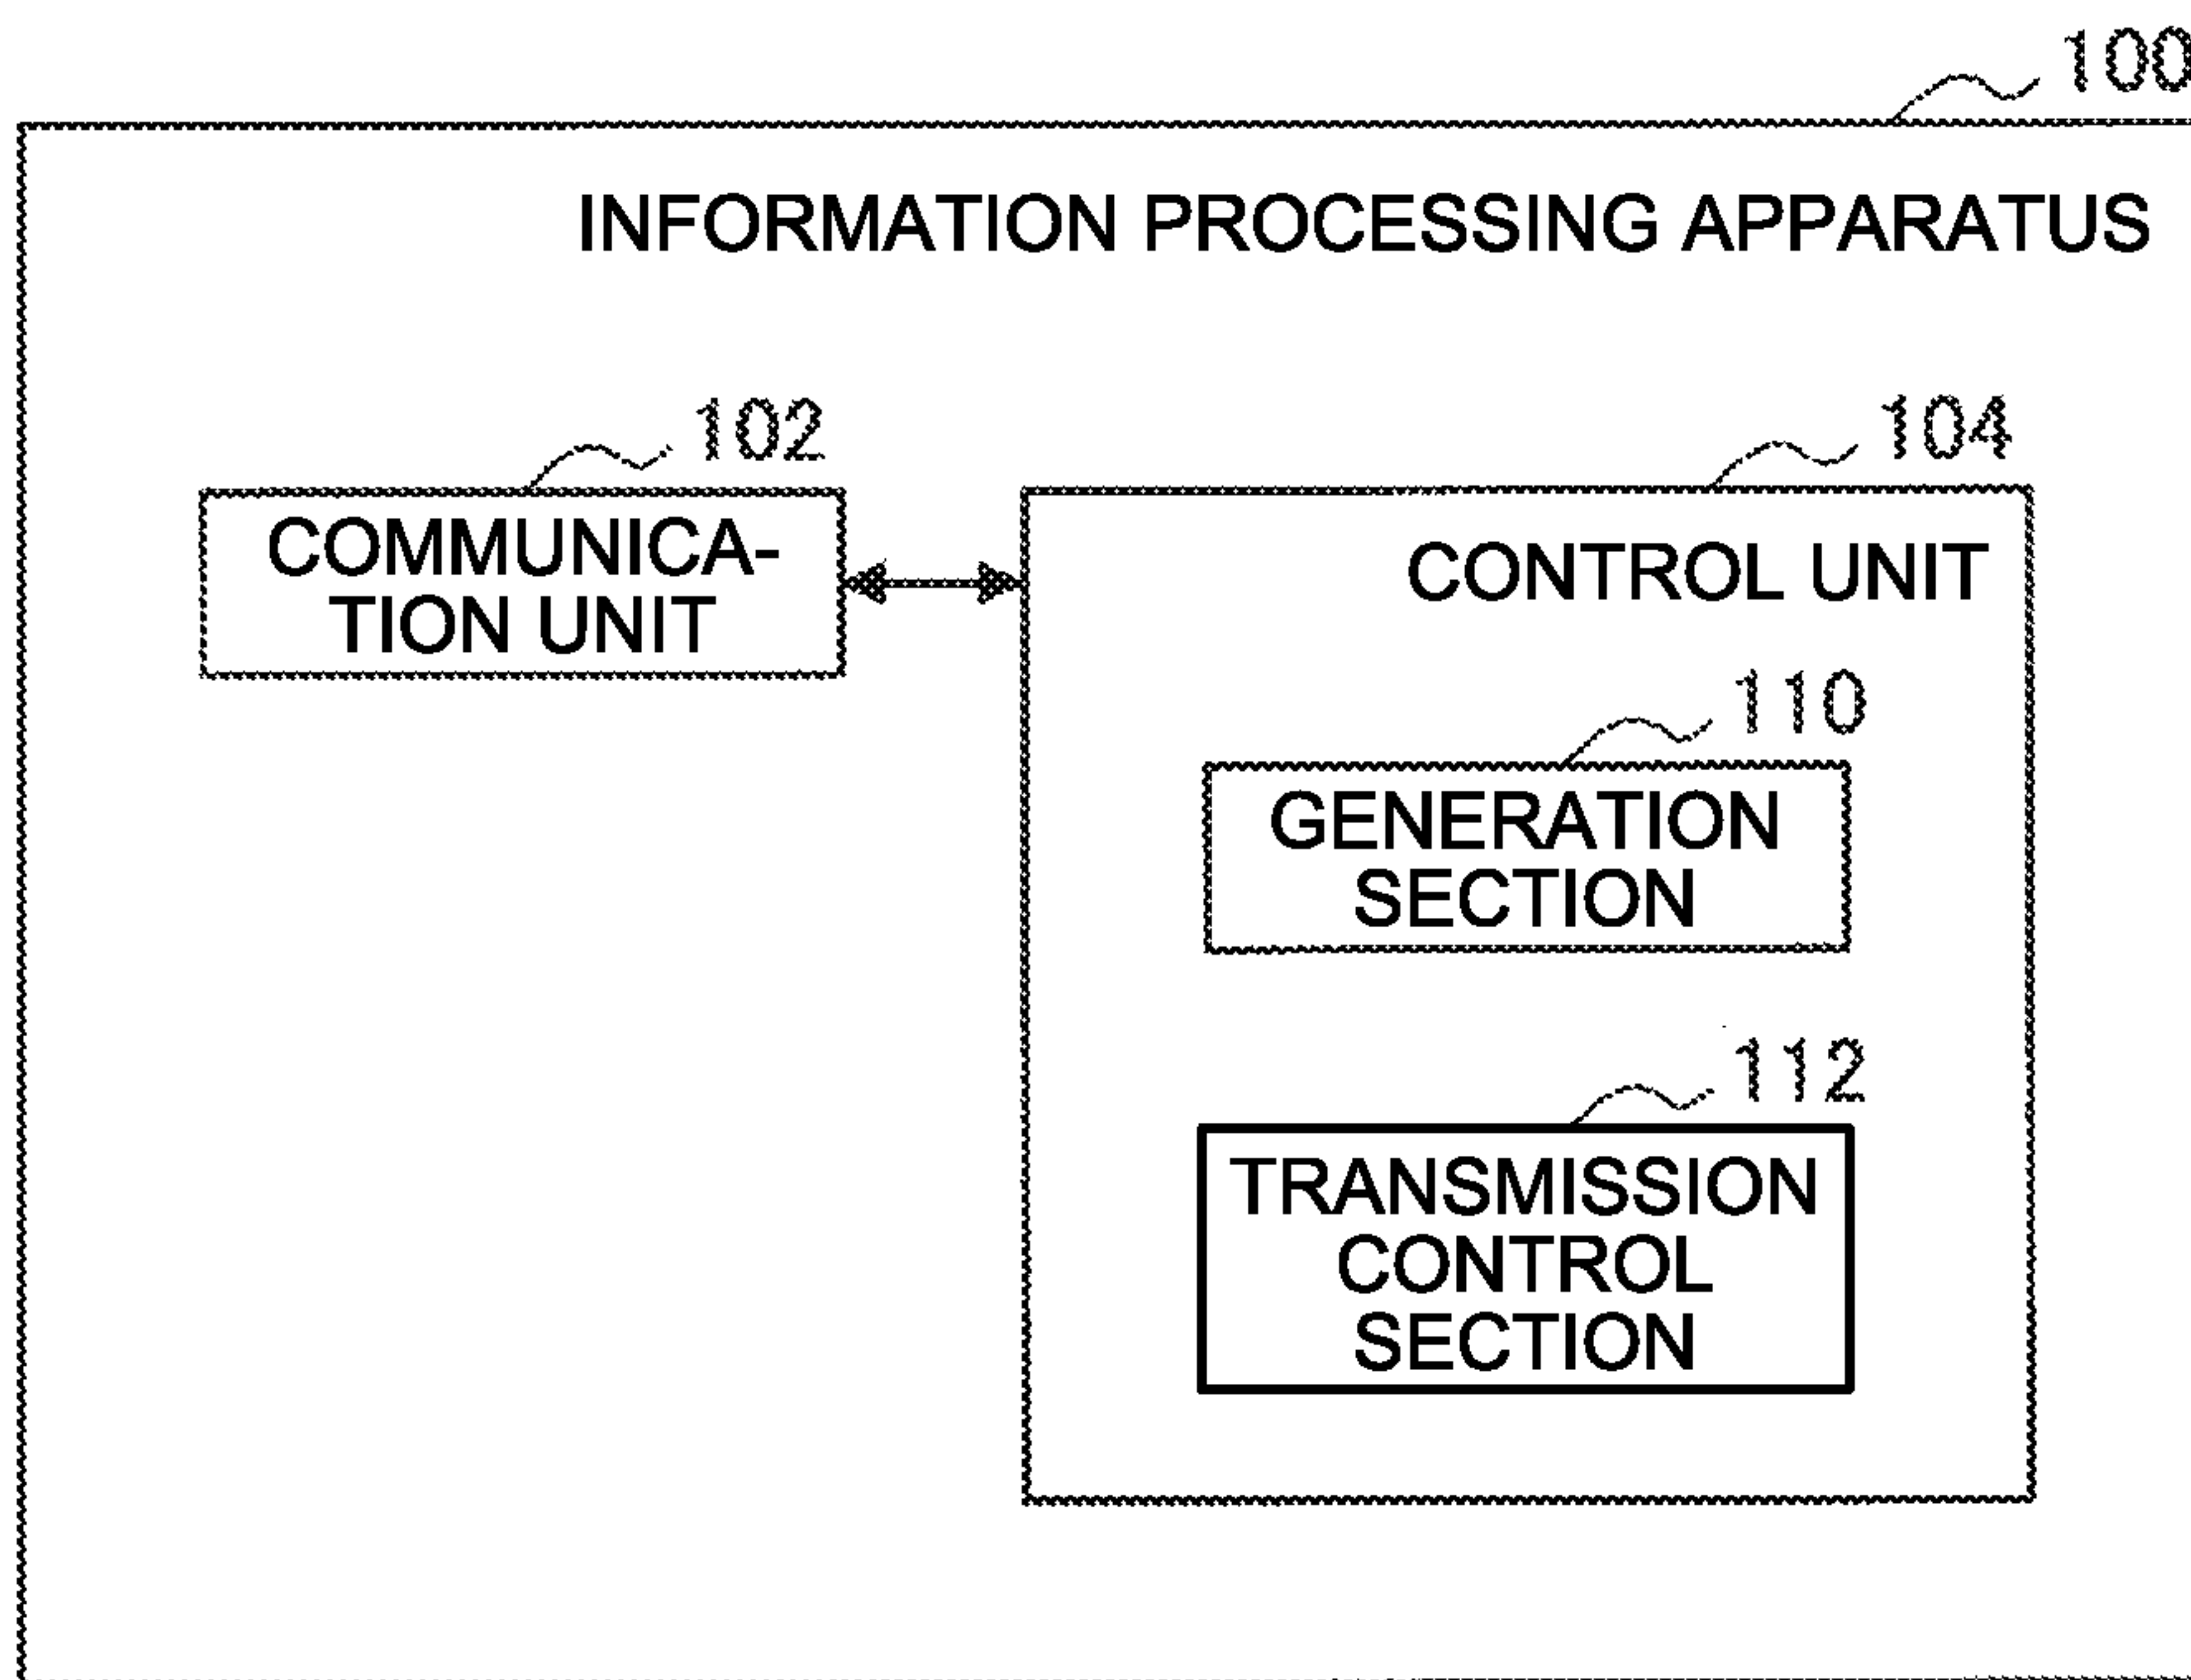 100
INFORMATION PROCESSING APPARATUS
102
COMMUNICA-
TION UNIT
104
CONTROL UNIT
110
GENERATION
SECTION
112
TRANSMISSION
CONTROL
SECTION